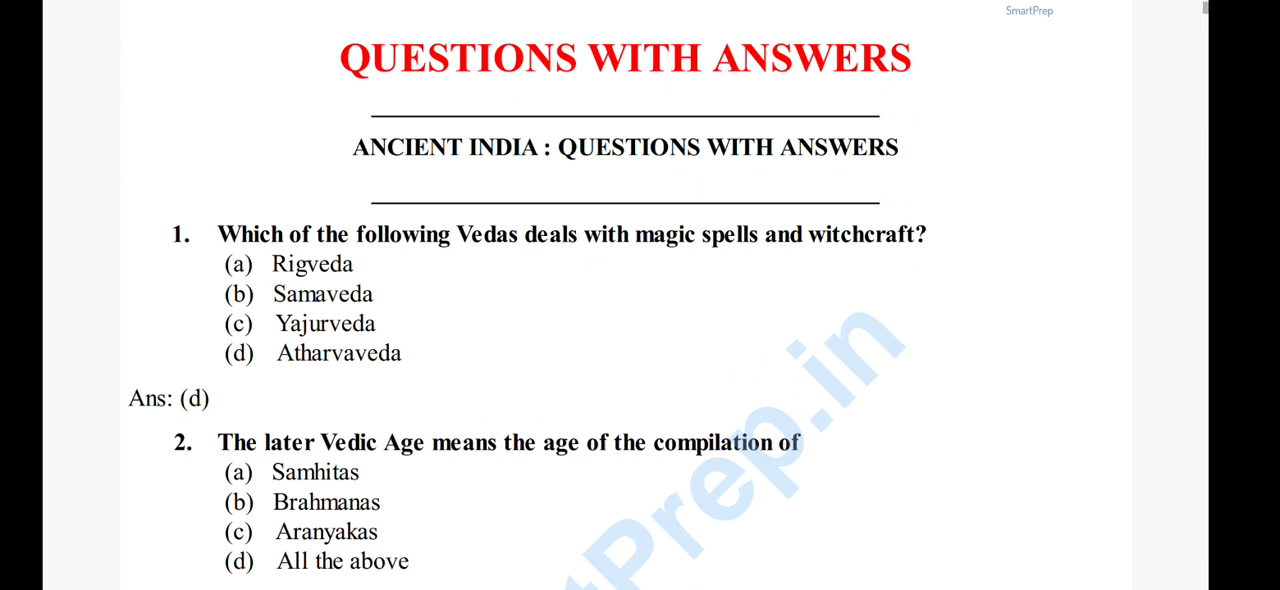 SmartPrep
QUESTIONS WITH ANSWERS
ANCIENT INDIA : QUESTIONS WITH ANSWERS
1. Which of the following Vedas deals with magic spells and witchcraft?
(a) Rigveda
(b) Samaveda
(c) Yajurveda
(d) Atharvaveda
Ans: (d)
2. The later Vedic Age means the age of the compilation of
(a) Samhitas
(b) Brahmanas
(c) Aranyakas
(d) All the above
tPrep.in